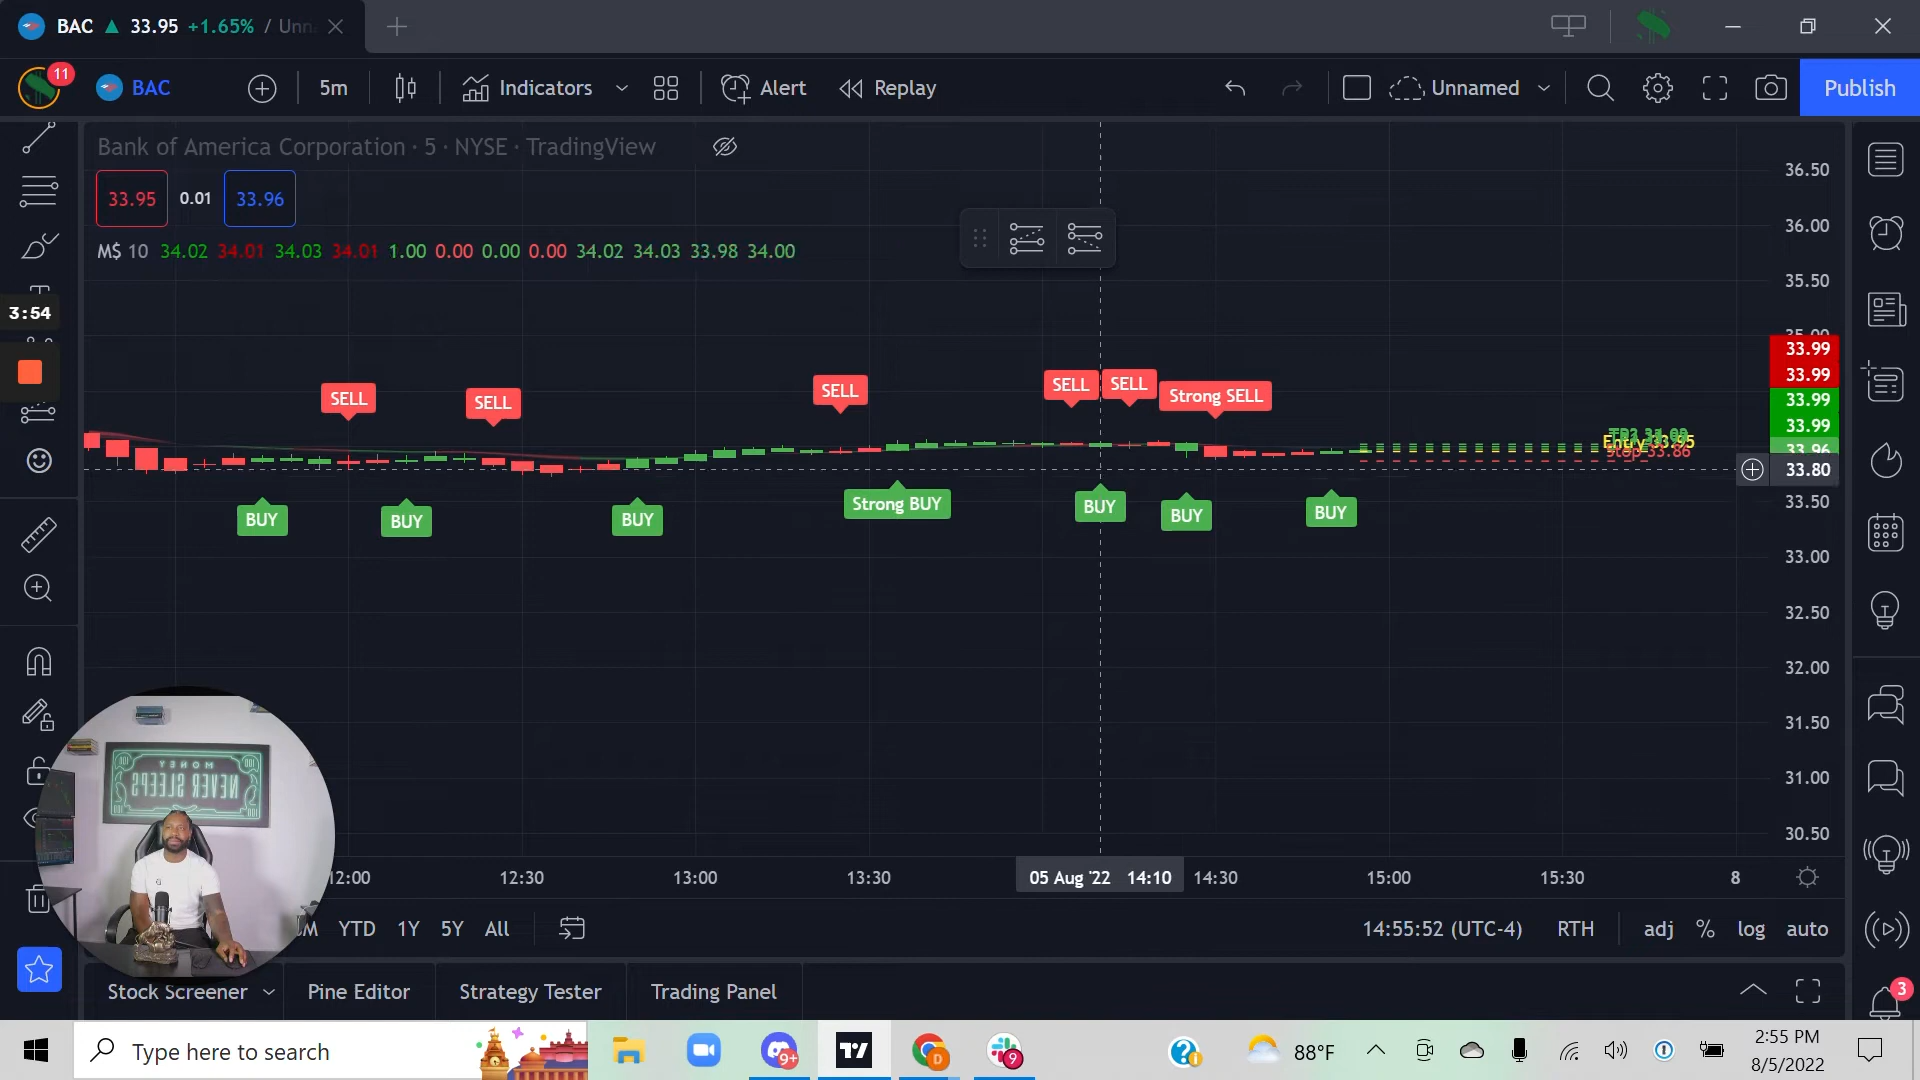 BAC ▲ 33.95 +1.65% / Unn
11
BAC
5m
Indicators
Alert
Replay
Unnamed
Publish
Bank of America Corporation · 5 · NYSE · TradingView
33.95 0.01 33.96
M$ 10 34.02 34.01 34.03 34.01 1.00 0.00 0.00 0.00 34.02 34.03 33.98 34.00
3:54
36.50
36.00
35.50
35.00
33.99
33.99
33.99
33.99
33.96
33.80
33.50
33.00
32.50
32.00
31.50
31.00
30.50
SELL
SELL
SELL
SELL
SELL
Strong SELL
Entry 33.95
Stop 33.86
BUY
BUY
BUY
Strong BUY
BUY
BUY
BUY
MONEY
NEVER SLEEPS
12:00
12:30
13:00
13:30
05 Aug '22 14:10
14:30
15:00
15:30
8
M YTD 1Y 5Y All
14:55:52 (UTC-4)
RTH
adj % log auto
Stock Screener
Pine Editor
Strategy Tester
Trading Panel
3
Type here to search
9+
D
9
88°F
2:55 PM
8/5/2022